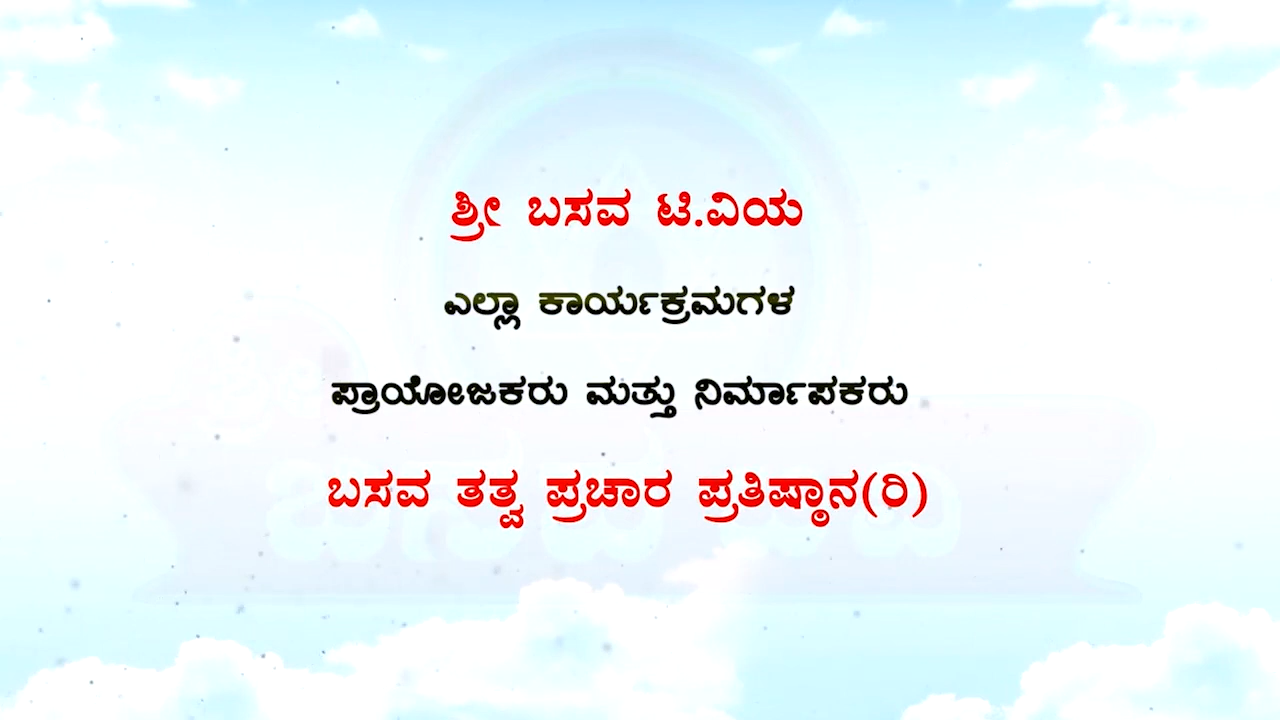 ಶ್ರೀ ಬಸವ ಟಿ.ವಿಯ
ಎಲ್ಲಾ ಕಾರ್ಯಕ್ರಮಗಳ
ಪ್ರಾಯೋಜಕರು ಮತ್ತು ನಿರ್ಮಾಪಕರು
ಬಸವ ತತ್ವ ಪ್ರಚಾರ ಪ್ರತಿಷ್ಠಾನ(ರಿ)